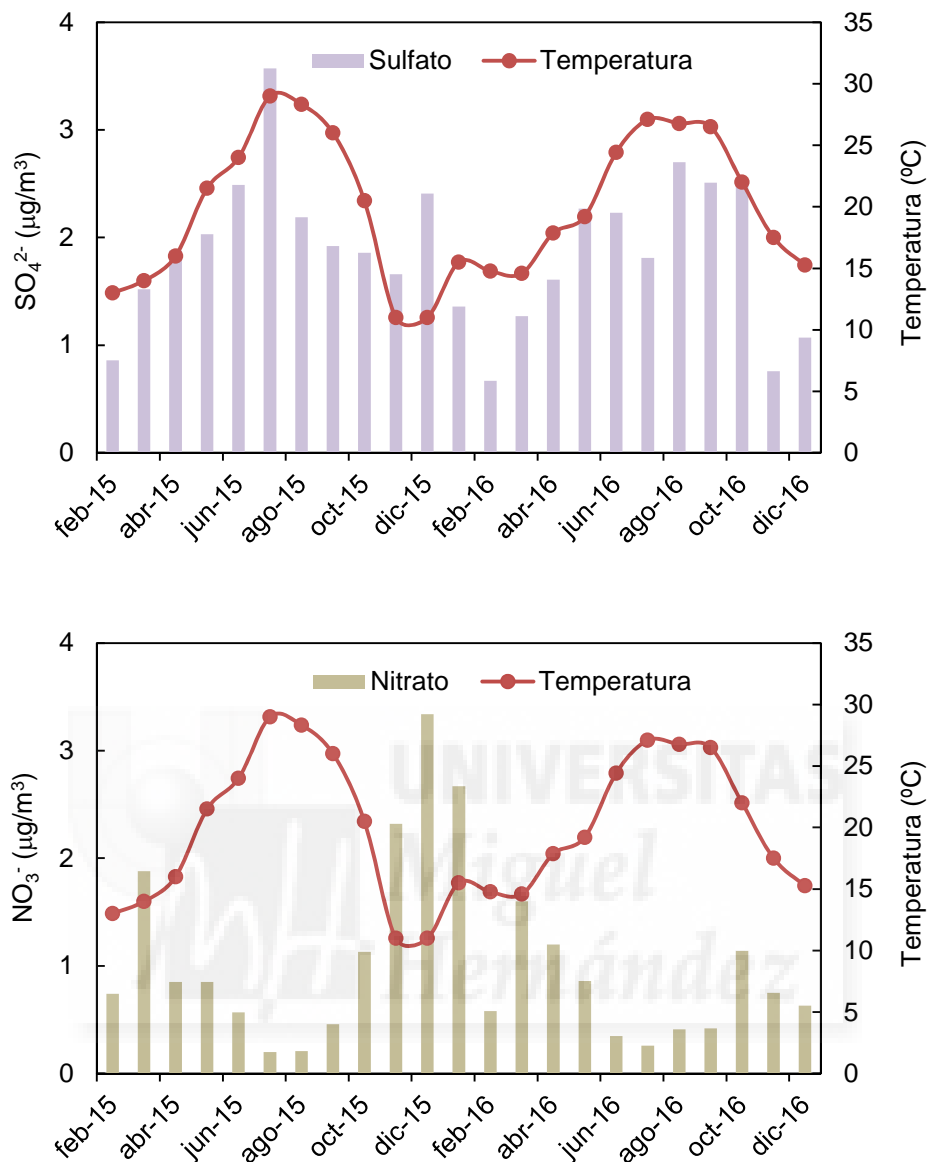 4
3
2
1
0
SO₄²⁻ (μg/m³)
Sulfato
Temperatura
35
30
25
20
15
10
5
0
Temperatura (ºC)
feb-15
abr-15
jun-15
ago-15
oct-15
dic-15
feb-16
abr-16
jun-16
ago-16
oct-16
dic-16
4
3
2
1
0
NO₃⁻ (μg/m³)
Nitrato
Temperatura
UNIVERSITAS
Miguel
Hernández
35
30
25
20
15
10
5
0
Temperatura (ºC)
feb-15
abr-15
jun-15
ago-15
oct-15
dic-15
feb-16
abr-16
jun-16
ago-16
oct-16
dic-16